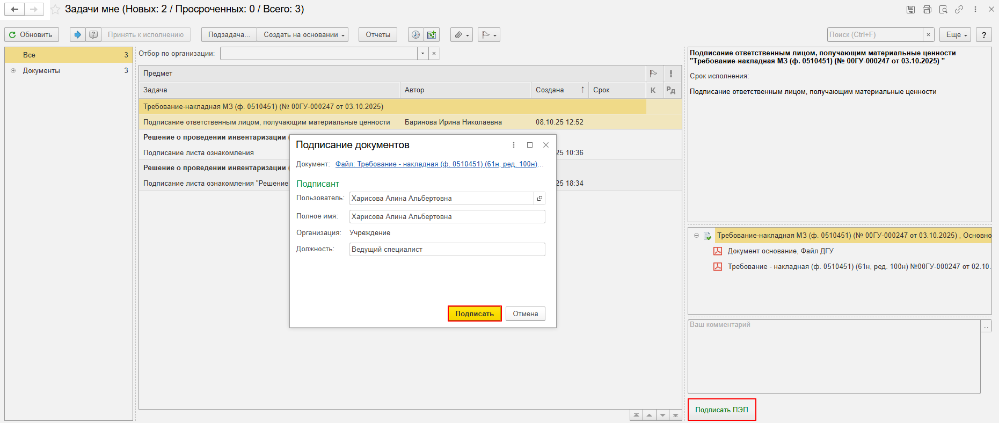 Задачи мне (Новых: 2 / Просроченных: 0 / Всего: 3)
Обновить
Принять к исполнению
Подзадача...
Создать на основании
Отчеты
Поиск (Ctrl+F)
×
Еще
?
Все 3
Документы 3
Отбор по организации:
Предмет
Задача Автор Создана ↑ Срок К Рд
Требование-накладная МЗ (ф. 0510451) (№ 00ГУ-000247 от 03.10.2025)
Подписание ответственным лицом, получающим материальные ценности Баринова Ирина Николаевна 08.10.25 12:52
Решение о проведении инвентаризации (
Подписание листа ознакомления 25 10:36
Решение о проведении инвентаризации (
Подписание листа ознакомления "Решение 25 18:34
Подписание документов
Документ: Файл: Требование - накладная (ф. 0510451) (61н, ред. 100н)...
Подписант
Пользователь: Харисова Алина Альбертовна
Полное имя: Харисова Алина Альбертовна
Организация: Учреждение
Должность: Ведущий специалист
Подписать
Отмена
Подписание ответственным лицом, получающим материальные ценности
"Требование-накладная МЗ (ф. 0510451) (№ 00ГУ-000247 от 03.10.2025) "
Срок исполнения:
Подписание ответственным лицом, получающим материальные ценности
Требование-накладная МЗ (ф. 0510451) (№ 00ГУ-000247 от 03.10.2025) , Основно
Документ основание, Файл ДГУ
Требование - накладная (ф. 0510451) (61н, ред. 100н) №00ГУ-000247 от 02.10.
Ваш комментарий
...
Подписать ПЭП